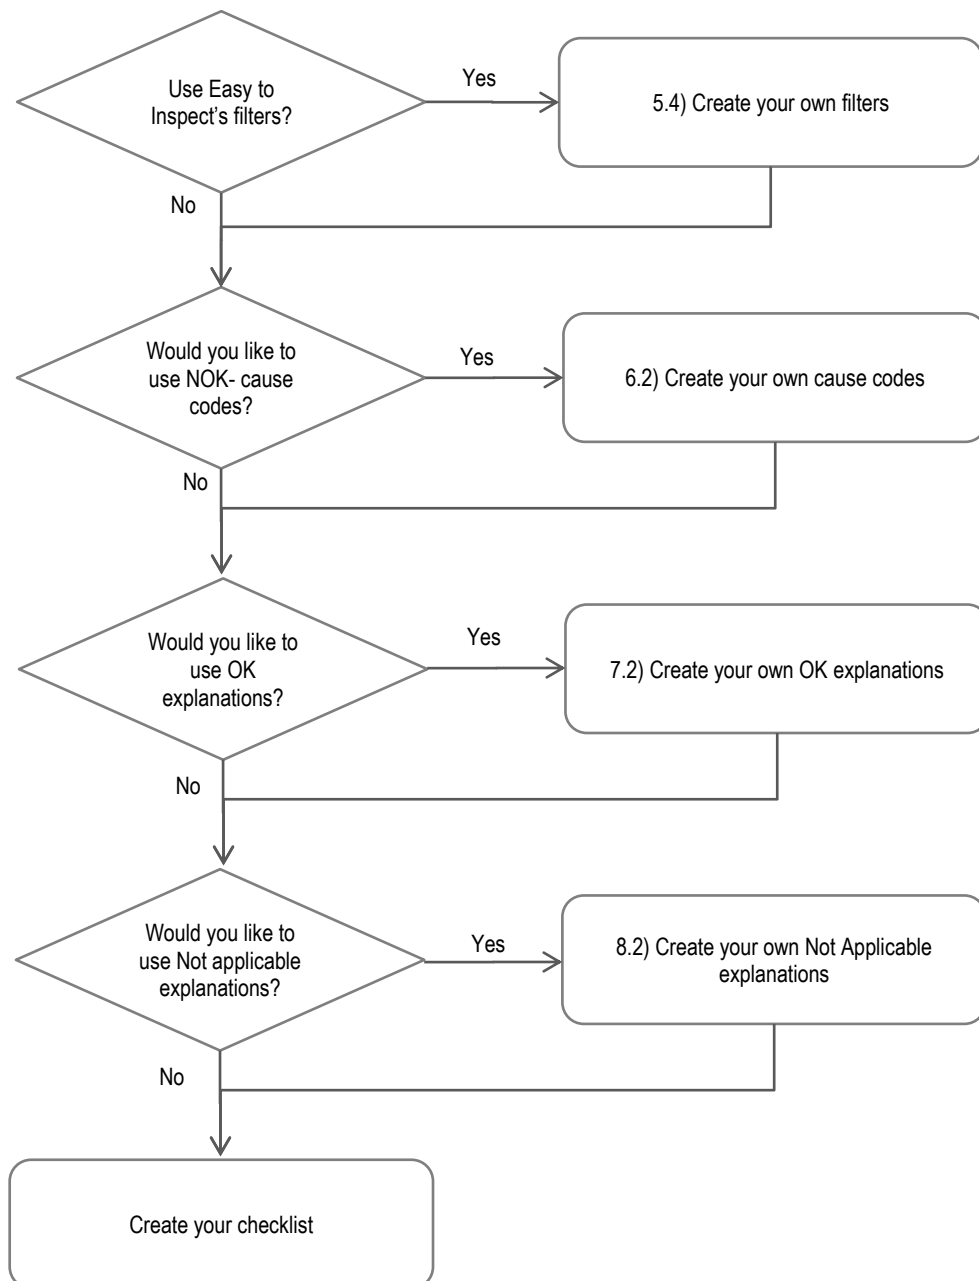 Use Easy to
Inspect's filters?
Yes
5.4) Create your own filters
No
Would you like to
use NOK- cause
codes?
Yes
6.2) Create your own cause codes
No
Would you like to
use OK
explanations?
Yes
7.2) Create your own OK explanations
No
Would you like to
use Not applicable
explanations?
Yes
8.2) Create your own Not Applicable
explanations
No
Create your checklist